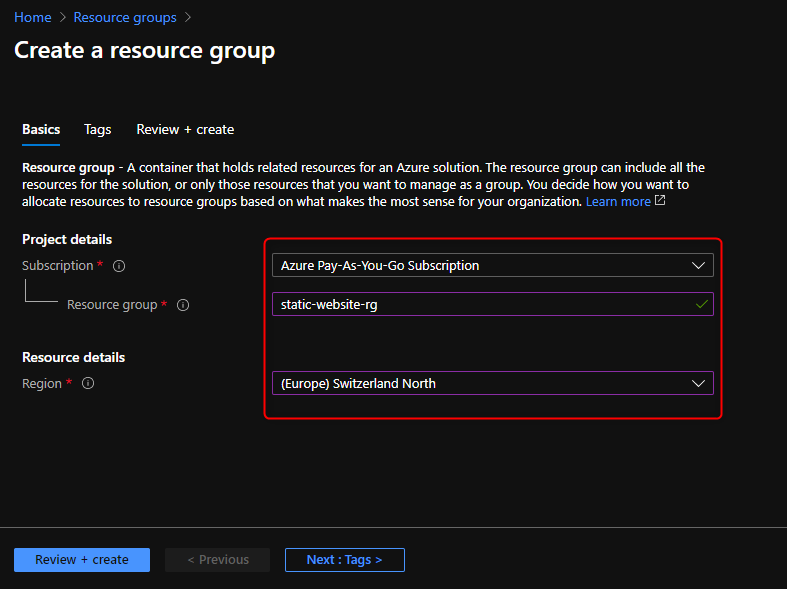 Home > Resource groups >
Create a resource group
Basics Tags Review + create
Resource group - A container that holds related resources for an Azure solution. The resource group can include all the
resources for the solution, or only those resources that you want to manage as a group. You decide how you want to
allocate resources to resource groups based on what makes the most sense for your organization. Learn more
Project details
Subscription * Azure Pay-As-You-Go Subscription
Resource group * static-website-rg
Resource details
Region * (Europe) Switzerland North
Review + create < Previous Next : Tags >